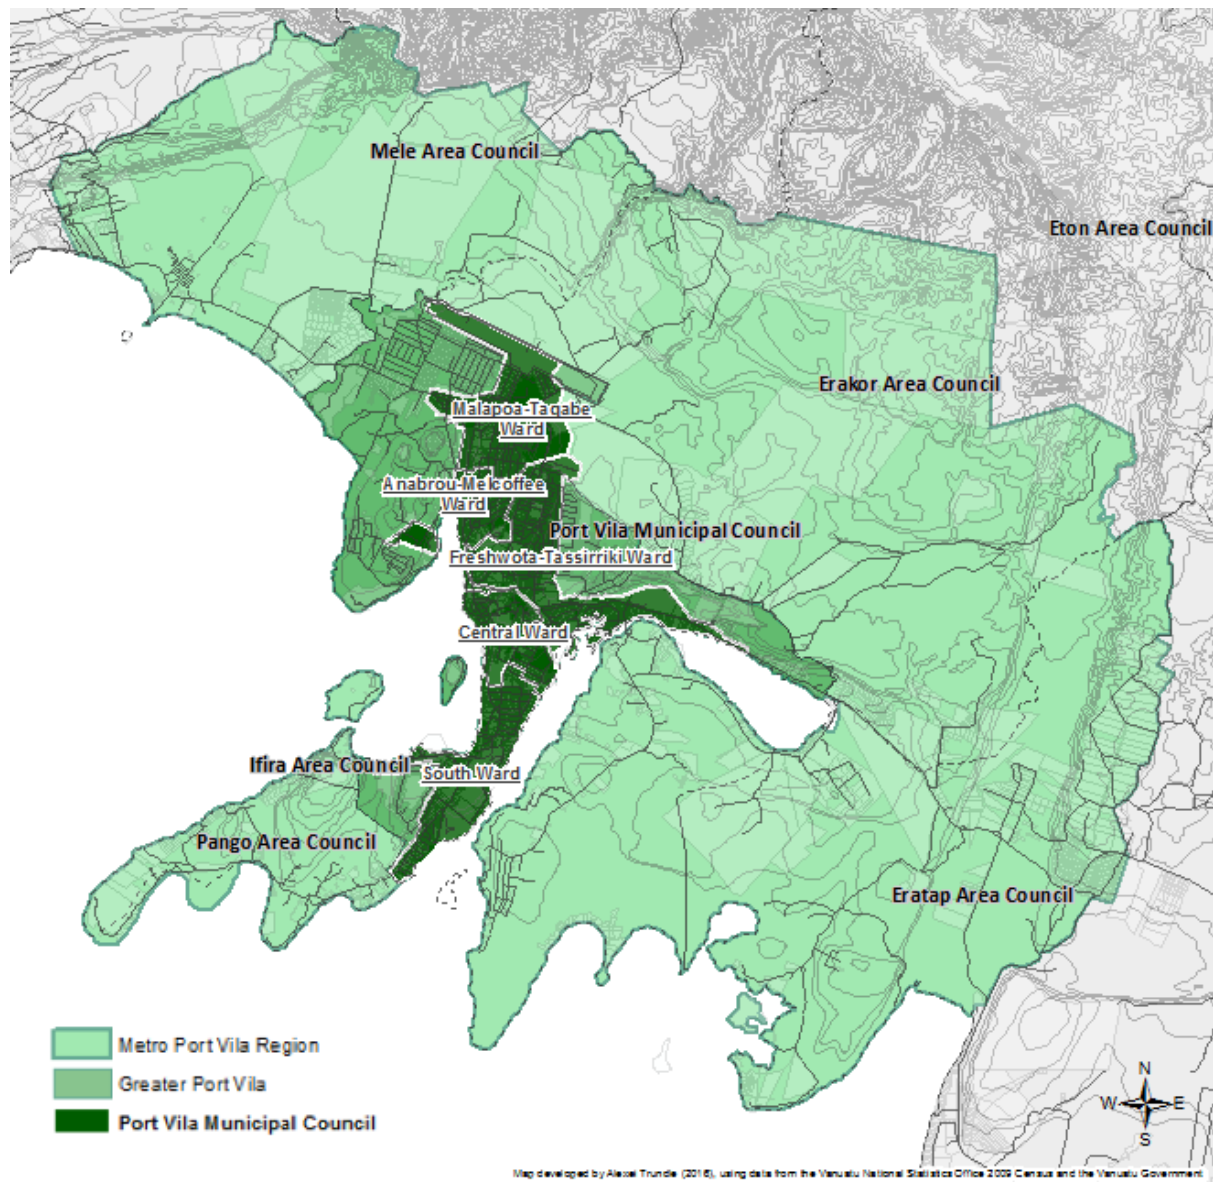 Mele Area Council
Eton Area Council
Erakor Area Council
Malapoa-Tagabe
Ward
Anabrou-Melcoffee
Ward
Port Vila Municipal Council
Freshwota-Tassirriki Ward
Central Ward
Ifira Area Council
South Ward
Pango Area Council
Eratap Area Council
Metro Port Vila Region
Greater Port Vila
Port Vila Municipal Council
N
W E
S
Map developed by Alexei Trundle (2016), using data from the Vanuatu National Statistics Office 2009 Census and the Vanuatu Government